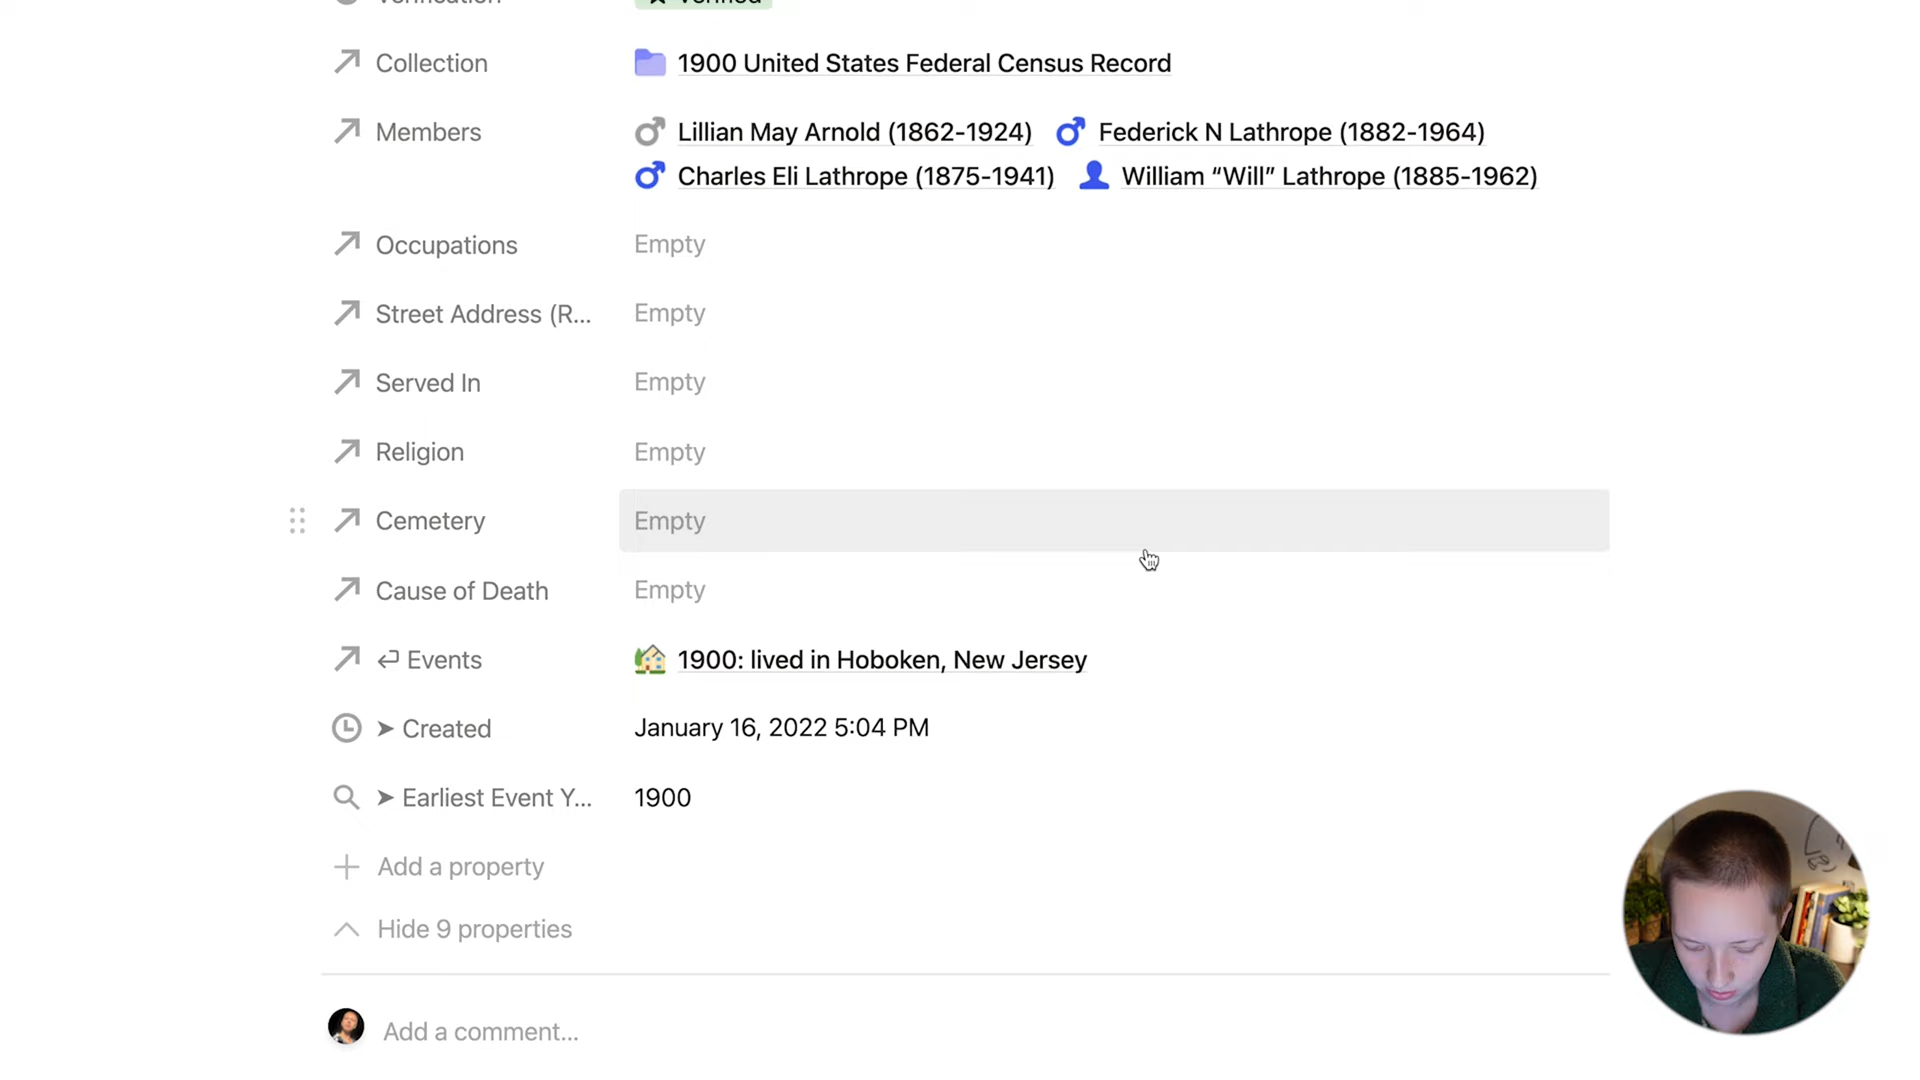 Verification Verified
Collection 1900 United States Federal Census Record
Members Lillian May Arnold (1862-1924) Federick N Lathrope (1882-1964)
Charles Eli Lathrope (1875-1941) William “Will” Lathrope (1885-1962)
Occupations Empty
Street Address (R... Empty
Served In Empty
Religion Empty
Cemetery Empty
Cause of Death Empty
Events 1900: lived in Hoboken, New Jersey
➤ Created January 16, 2022 5:04 PM
➤ Earliest Event Y... 1900
Add a property
Hide 9 properties
Add a comment...